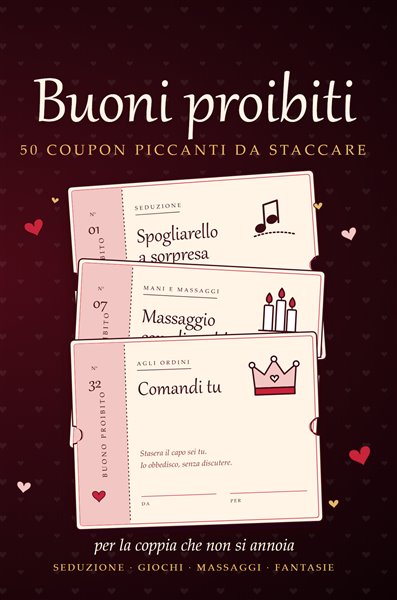 Buoni proibiti
50 COUPON PICCANTI DA STACCARE
N°
01
SEDUZIONE
Spogliarello
a sorpresa
N°
07
MANI E MASSAGGI
Massaggio
N°
32
BUONO PROIBITO
AGLI ORDINI
Comandi tu
Stasera il capo sei tu.
Io obbedisco, senza discutere.
DA
PER
per la coppia che non si annoia
SEDUZIONE · GIOCHI · MASSAGGI · FANTASIE